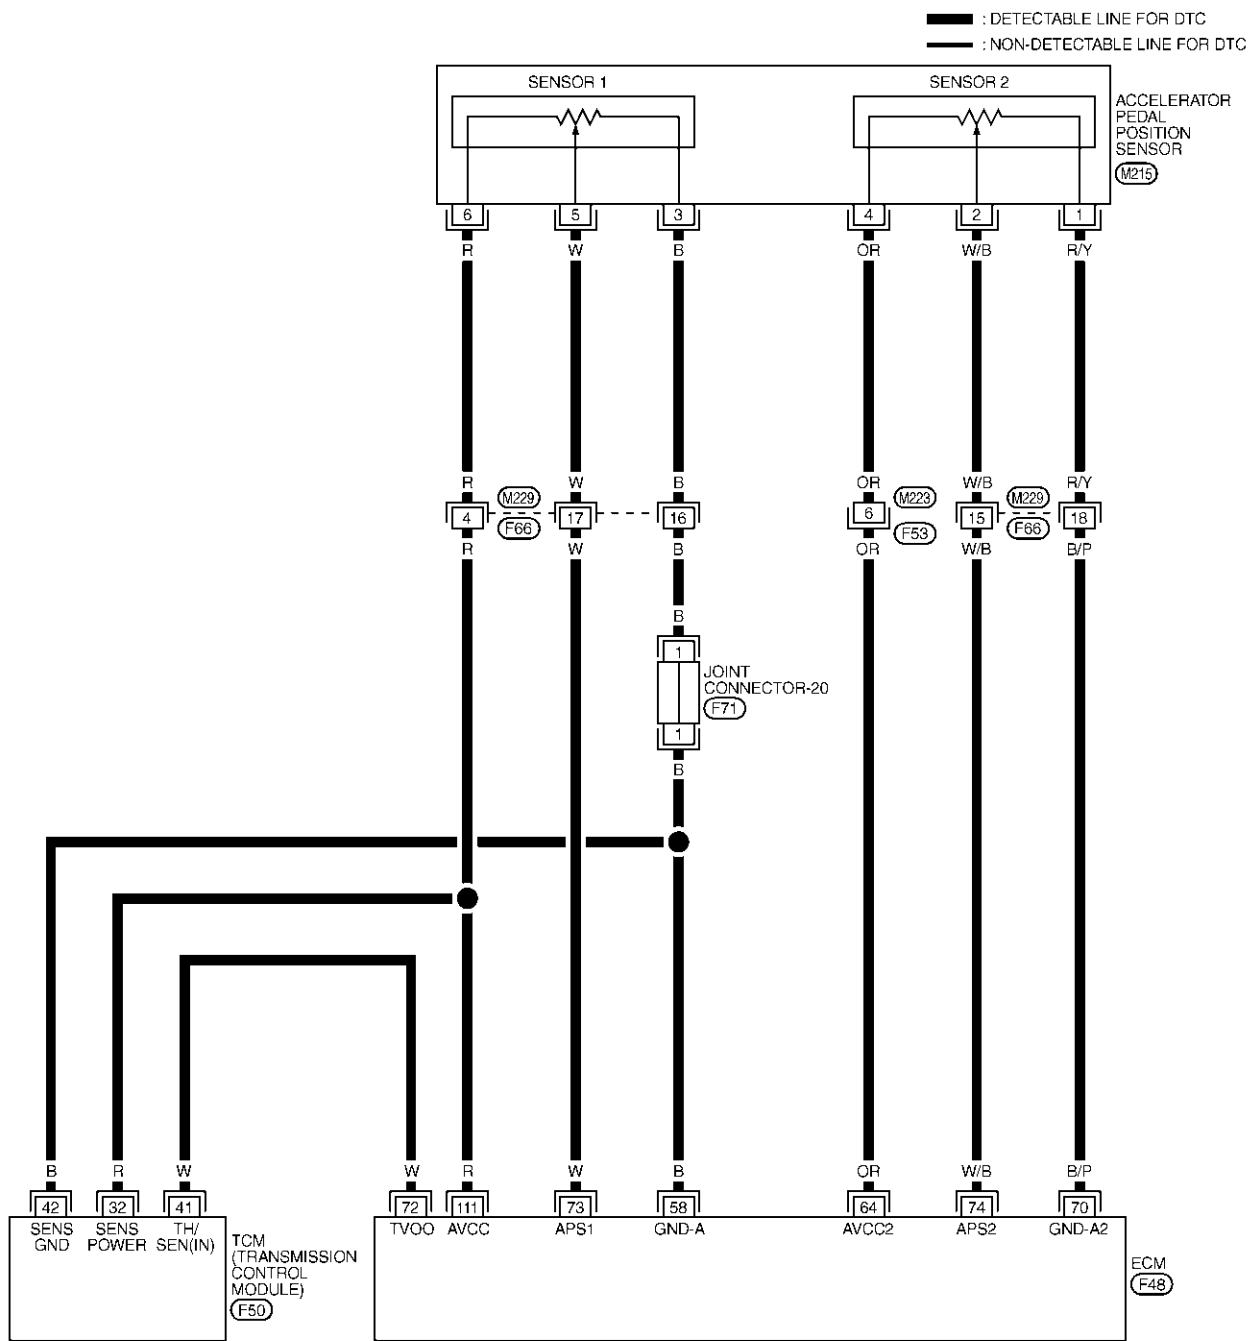 : DETECTABLE LINE FOR DTC
: NON-DETECTABLE LINE FOR DTC
SENSOR 1
SENSOR 2
ACCELERATOR
PEDAL
POSITION
SENSOR
M215
6 5 3 4 2 1
R W B OR W/B R/Y
R W B OR W/B R/Y
M229 M223 M229
4 17 16 6 15 18
F66 F53 F66
R W B OR W/B B/P
B
1
JOINT
CONNECTOR-20
F71
1
B
B R W W R W B OR W/B B/P
42 32 41 72 111 73 58 64 74 70
SENS GND
SENS POWER
TH/ SEN(IN)
TVOO AVCC APS1 GND-A AVCC2 APS2 GND-A2
TCM
(TRANSMISSION
CONTROL
MODULE)
F50
ECM
F48